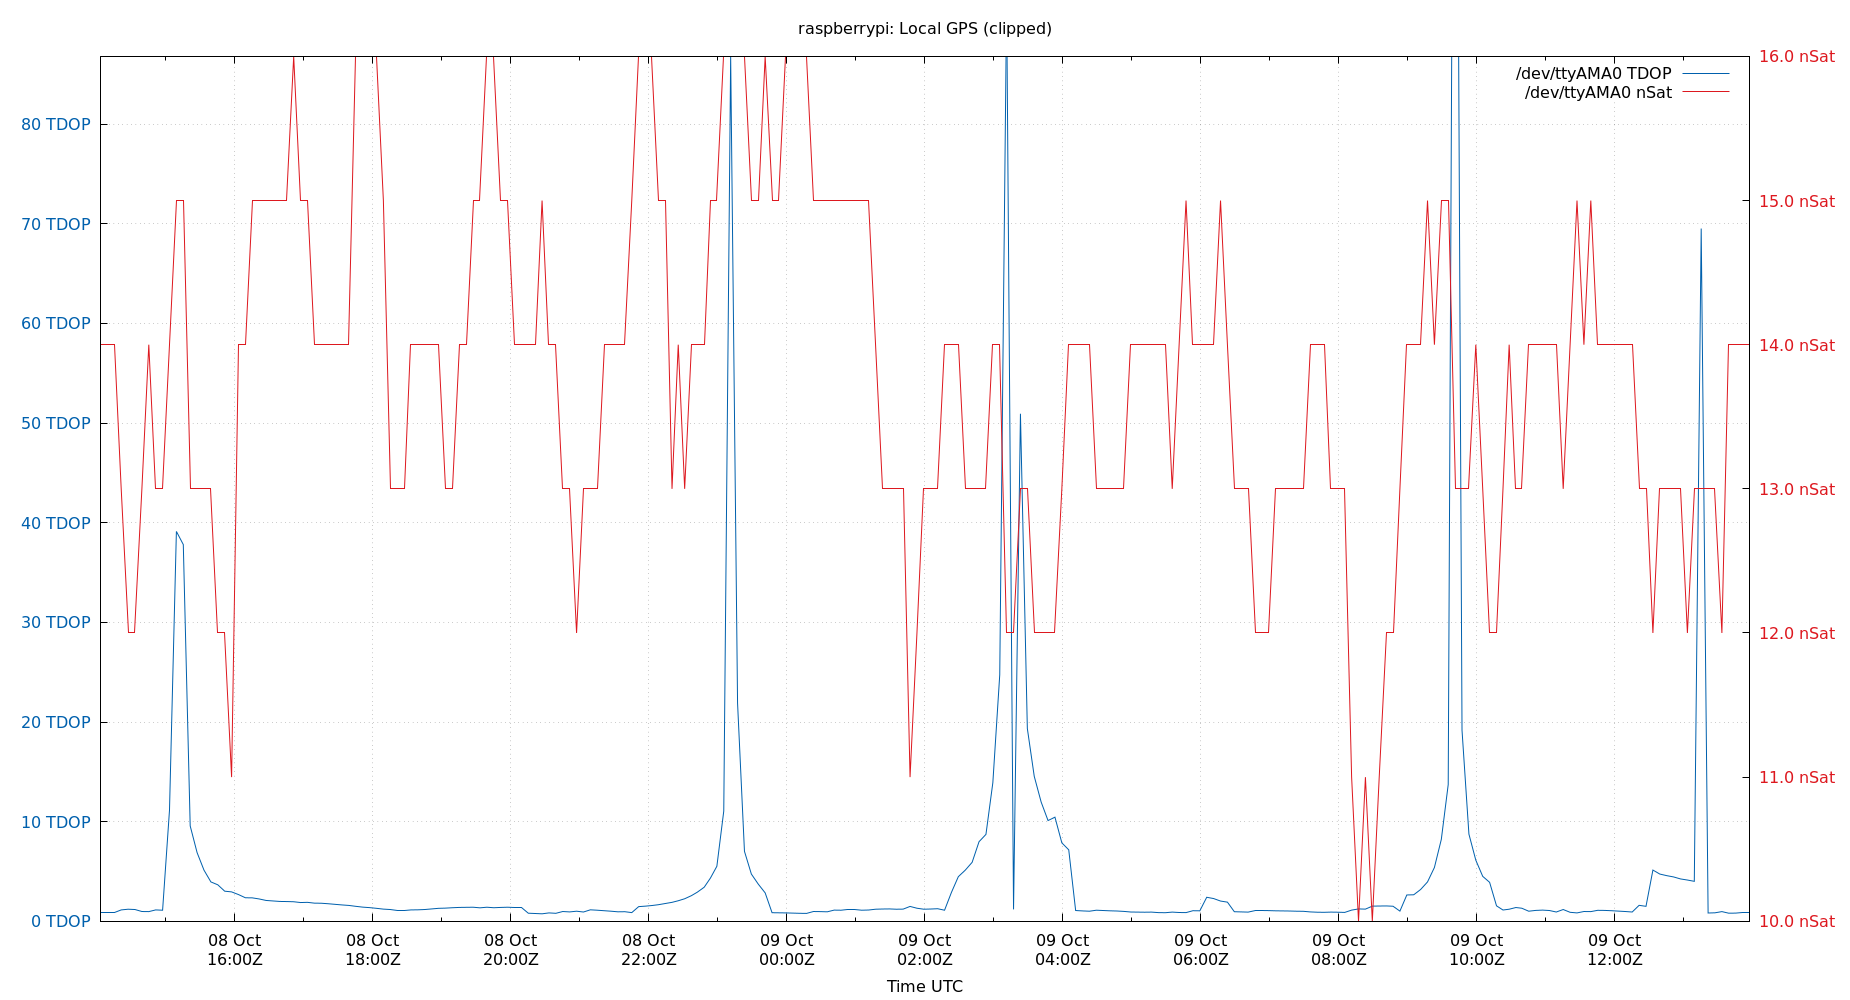 raspberrypi: Local GPS (clipped)
/dev/ttyAMA0 TDOP
/dev/ttyAMA0 nSat
80 TDOP
70 TDOP
60 TDOP
50 TDOP
40 TDOP
30 TDOP
20 TDOP
10 TDOP
0 TDOP
16.0 nSat
15.0 nSat
14.0 nSat
13.0 nSat
12.0 nSat
11.0 nSat
10.0 nSat
08 Oct
16:00Z
08 Oct
18:00Z
08 Oct
20:00Z
08 Oct
22:00Z
09 Oct
00:00Z
09 Oct
02:00Z
09 Oct
04:00Z
09 Oct
06:00Z
09 Oct
08:00Z
09 Oct
10:00Z
09 Oct
12:00Z
Time UTC